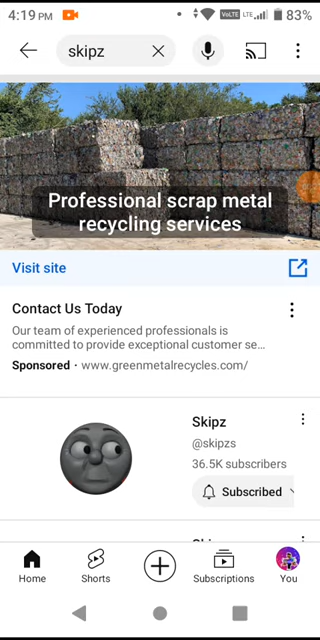 4:19 PM
VoLTE
LTE
83%
skipz
Professional scrap metal
recycling services
Visit site
Contact Us Today
Our team of experienced professionals is
committed to provide exceptional customer se...
Sponsored · www.greenmetalrecycles.com/
Skipz
@skipzs
36.5K subscribers
Subscribed
Home
Shorts
Subscriptions
You